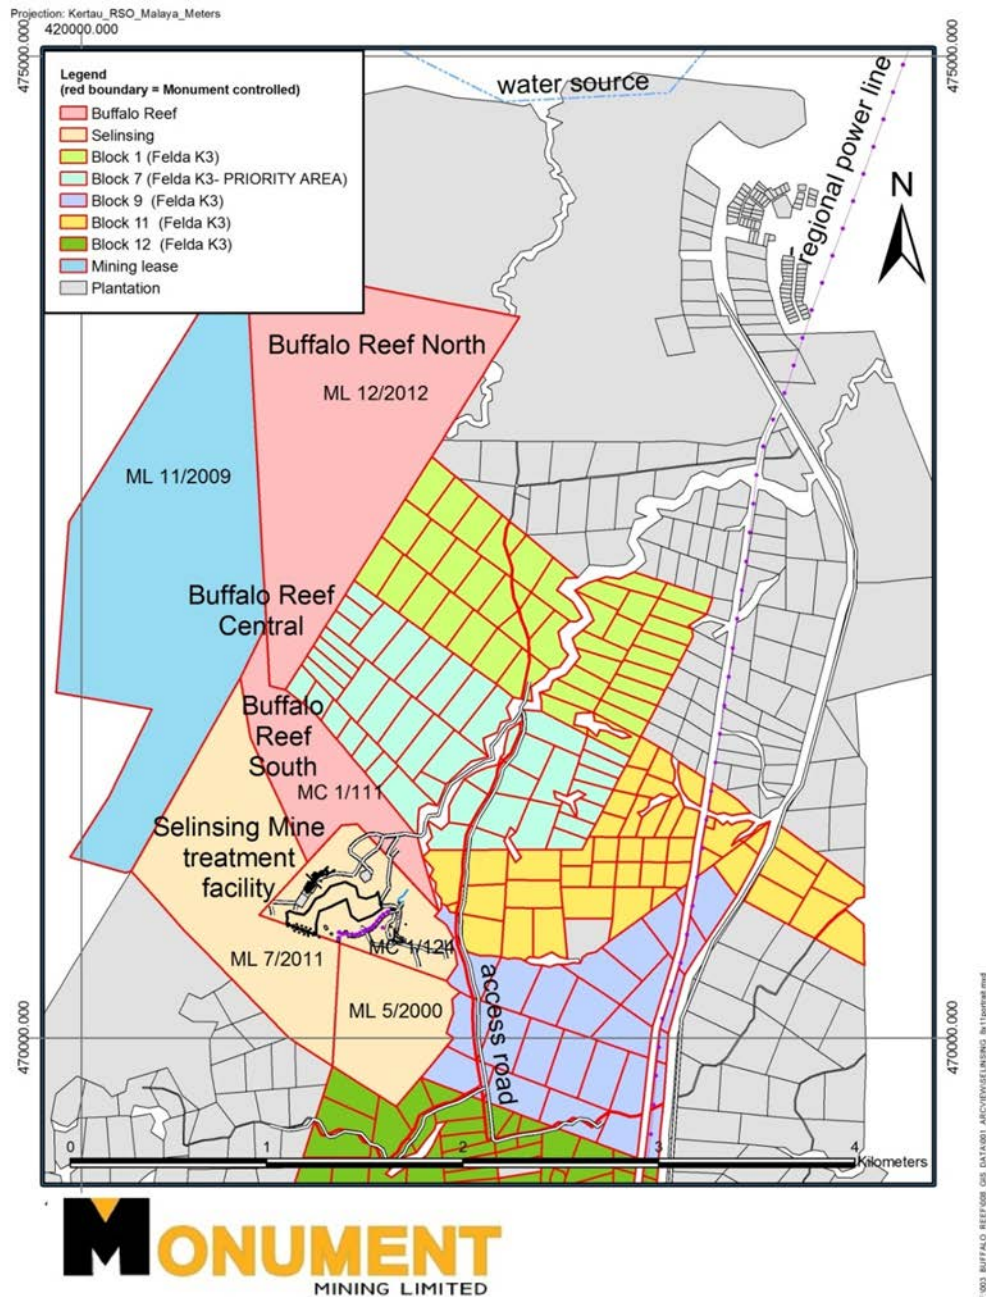 Projection: Kertau_RSO_Malaya_Meters
420000.000
475000.000
475000.000
Legend
(red boundary = Monument controlled)
Buffalo Reef
Selinsing
Block 1 (Felda K3)
Block 7 (Felda K3- PRIORITY AREA)
Block 9 (Felda K3)
Block 11 (Felda K3)
Block 12 (Felda K3)
Mining lease
Plantation
water source
regional power line
N
Buffalo Reef North
ML 12/2012
ML 11/2009
Buffalo Reef
Central
Buffalo
Reef
South
MC 1/111
Selinsing Mine
treatment
facility
MC 1/124
ML 7/2011
ML 5/2000
access road
470000.000
470000.000
0
1
2
3
4
Kilometers
MONUMENT
MINING LIMITED